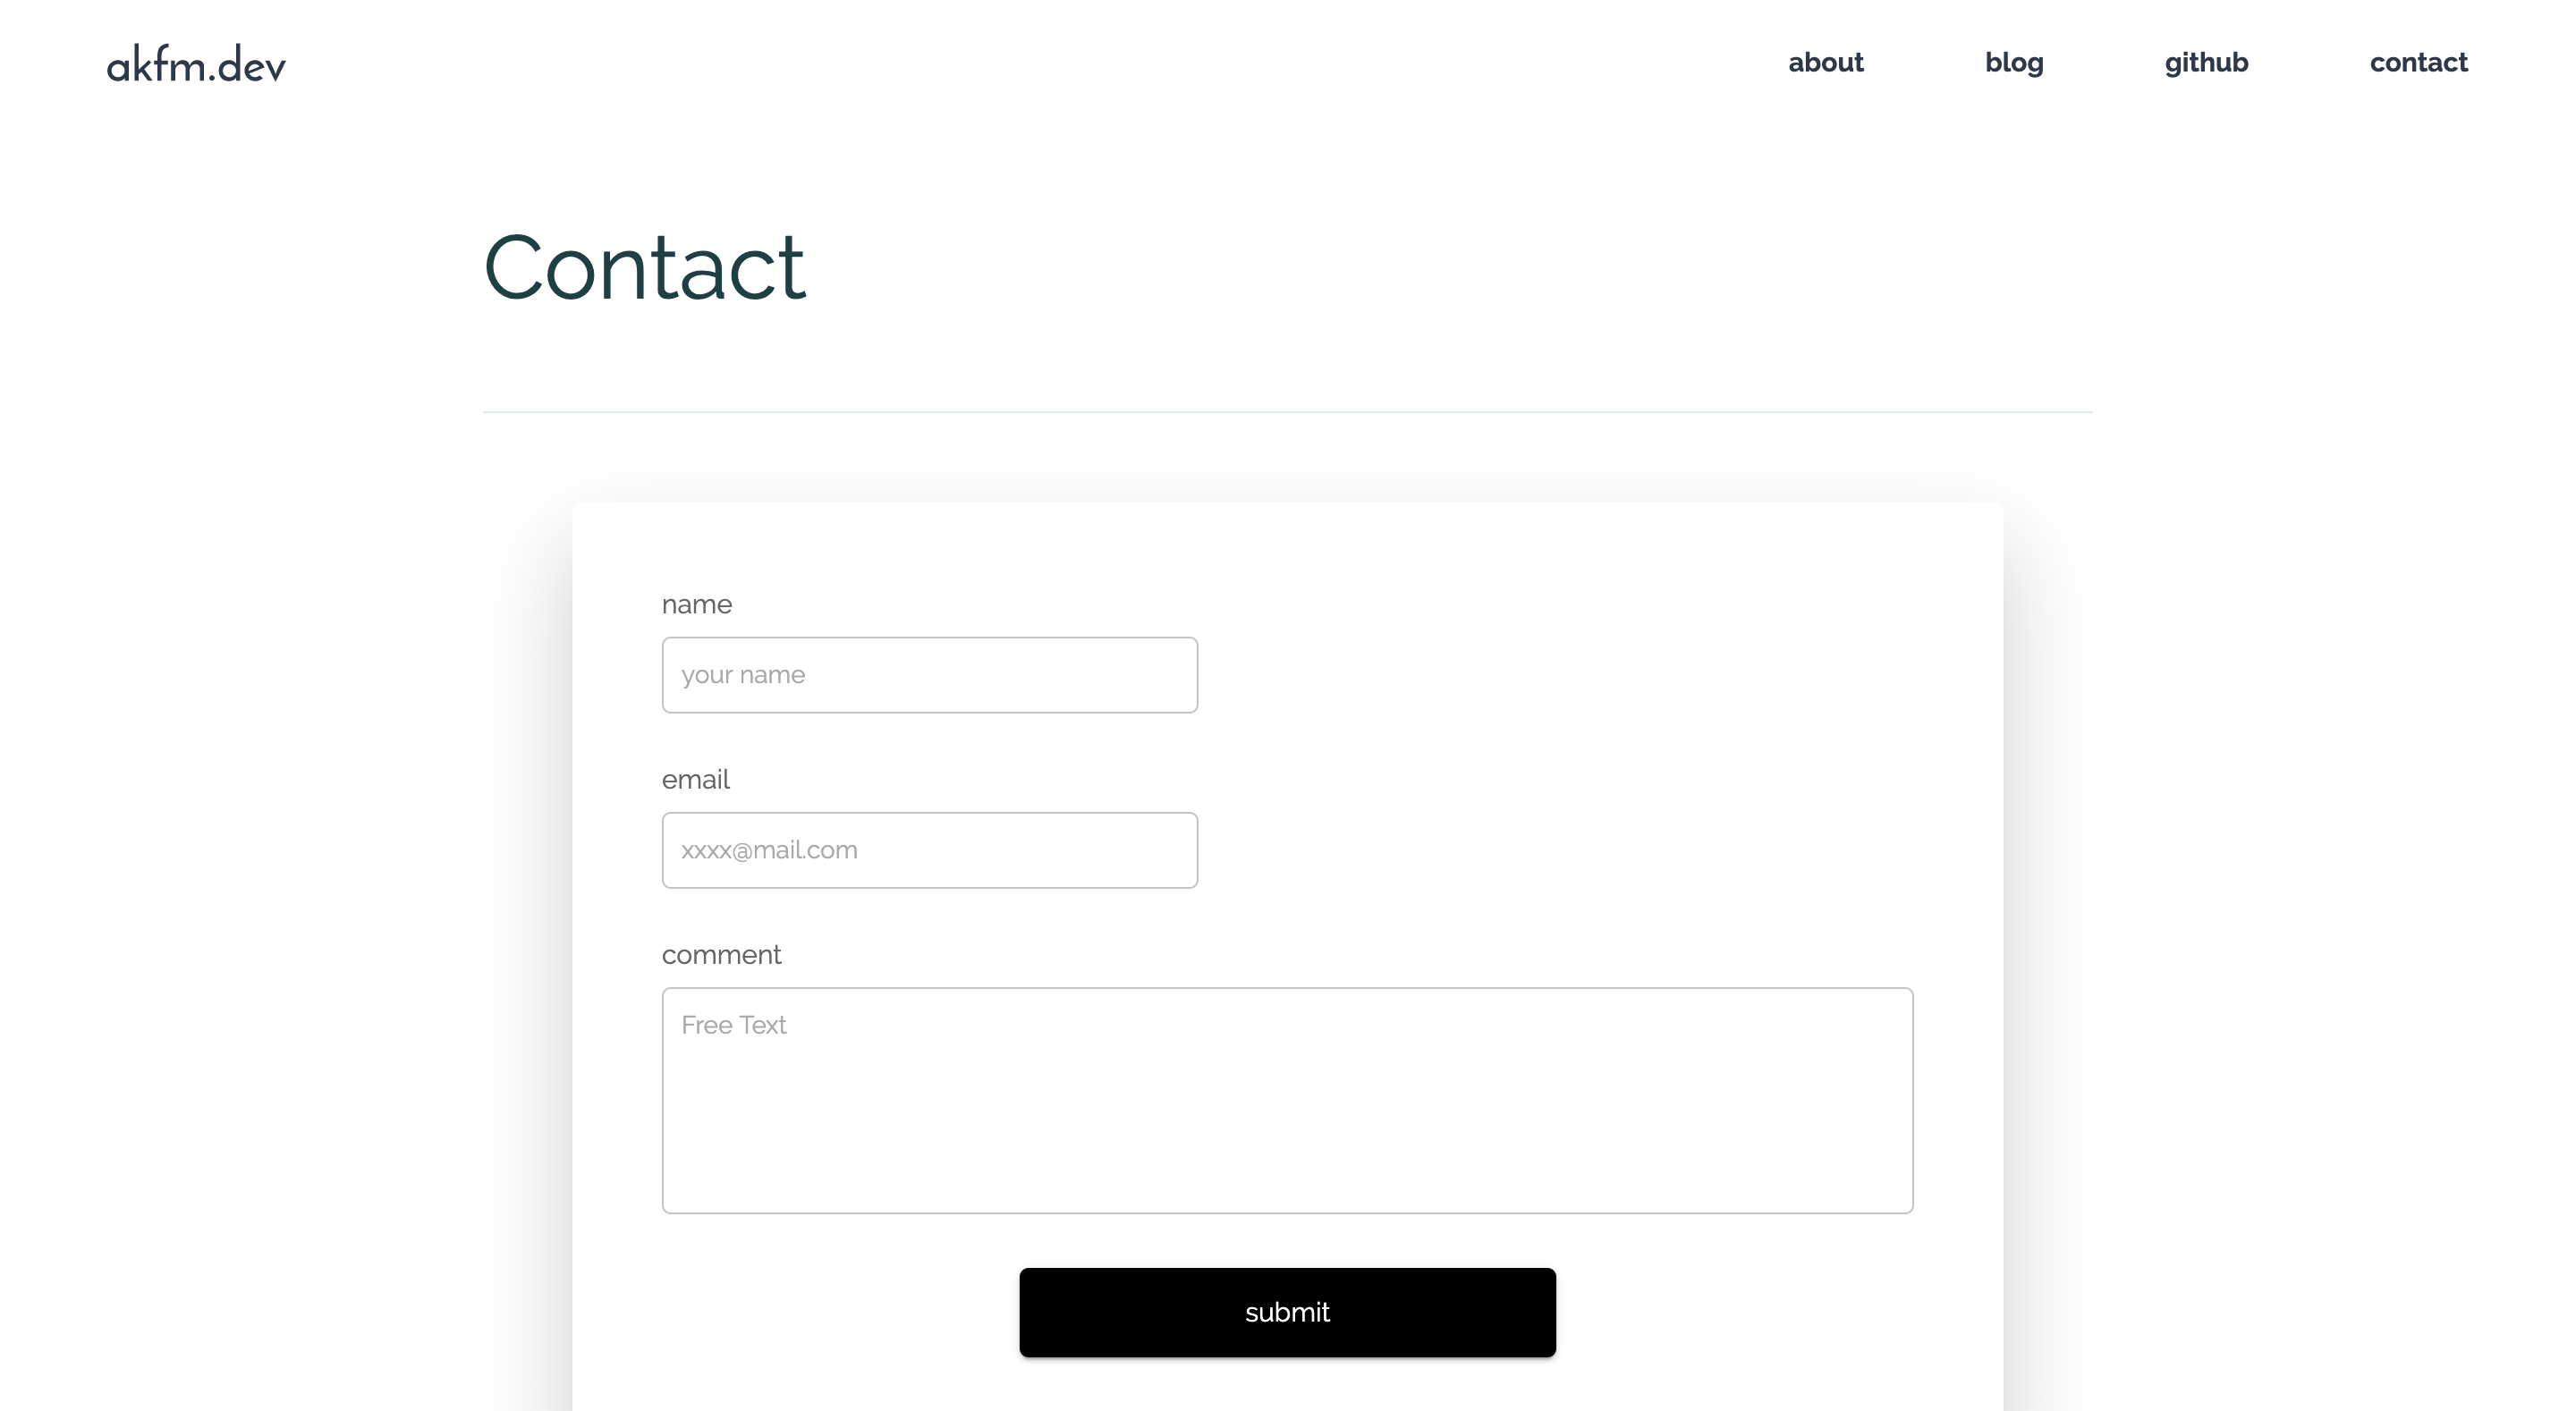 akfm.dev
about blog github contact
Contact
name
your name
email
xxxx@mail.com
comment
Free Text
submit